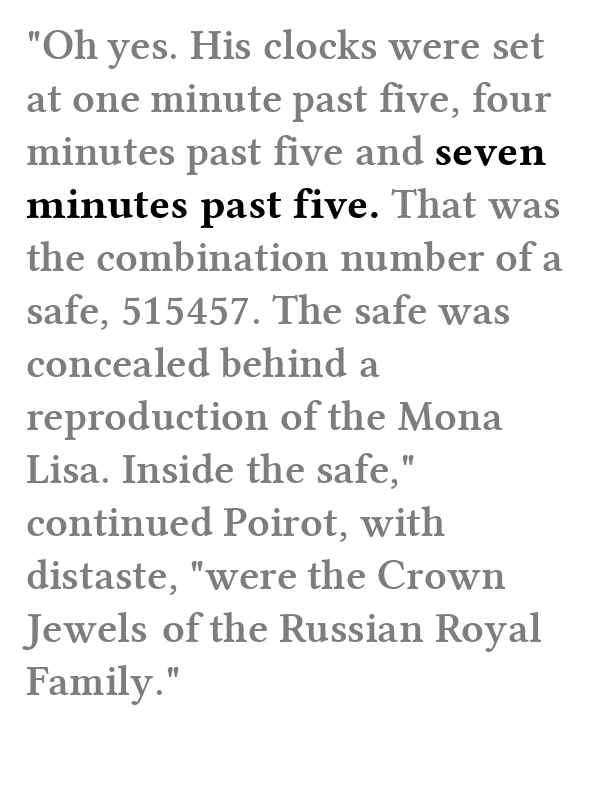 "Oh yes. His clocks were set
at one minute past five, four
minutes past five and seven
minutes past five. That was
the combination number of a
safe, 515457. The safe was
concealed behind a
reproduction of the Mona
Lisa. Inside the safe,"
continued Poirot, with
distaste, "were the Crown
Jewels of the Russian Royal
Family."